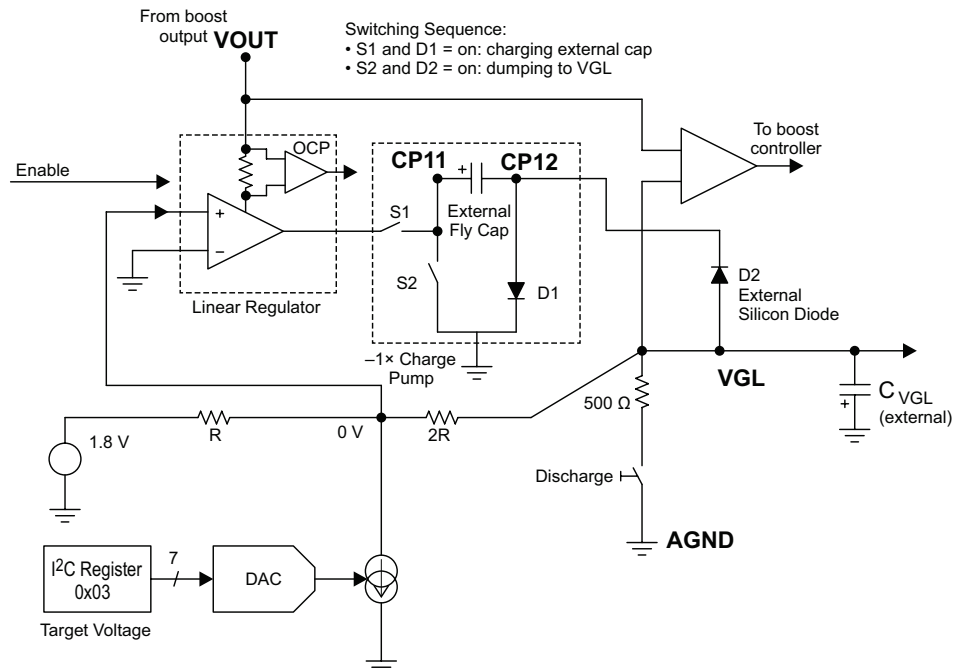 From boost
output VOUT
Switching Sequence:
• S1 and D1 = on: charging external cap
• S2 and D2 = on: dumping to VGL
OCP
Enable
+
−
Linear Regulator
S1
S2
CP11
+
CP12
External
Fly Cap
D1
–1× Charge
Pump
To boost
controller
D2
External
Silicon Diode
VGL
500 Ω
C VGL
+
(external)
1.8 V
R
0 V
2R
Discharge
AGND
I2C Register
0x03
7
DAC
Target Voltage